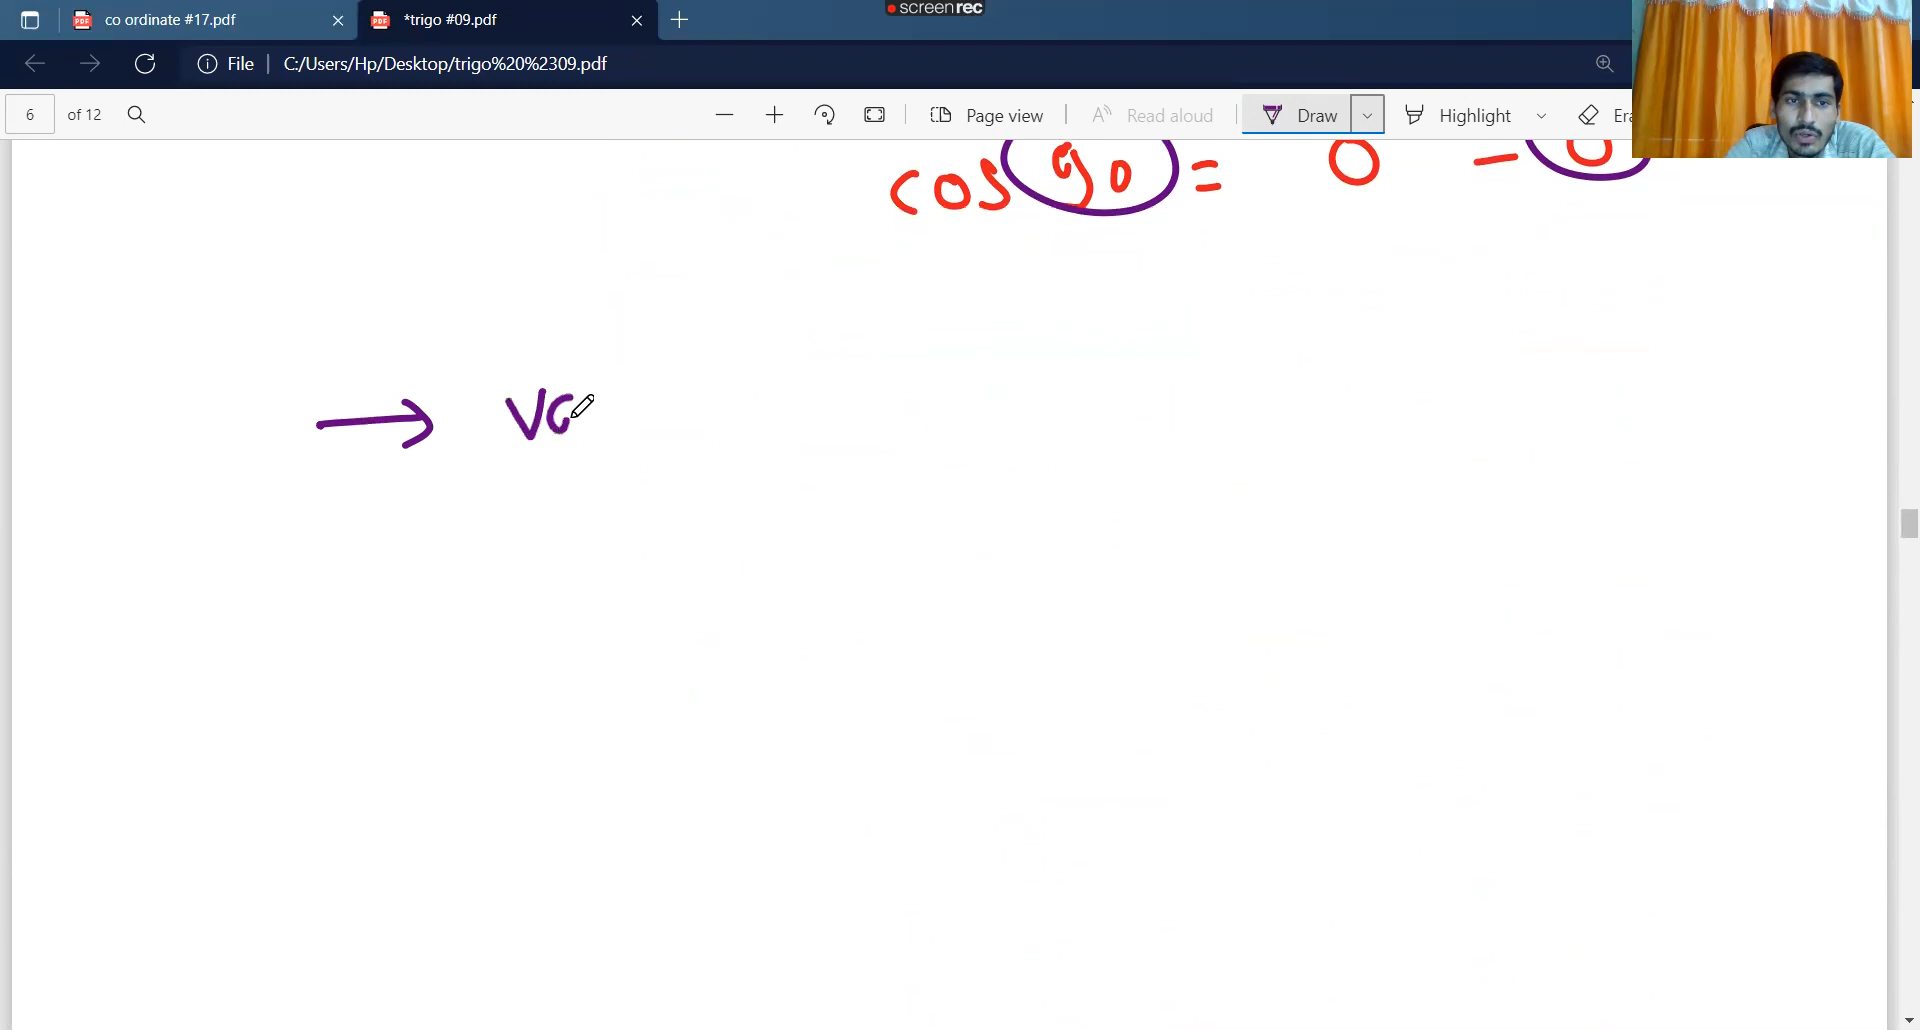 co ordinate #17.pdf
*trigo #09.pdf
screenrec
File
C:/Users/Hp/Desktop/trigo%20%2309.pdf
6 of 12
Page view
Read aloud
Draw
Highlight
cos 90 = 0 - 0